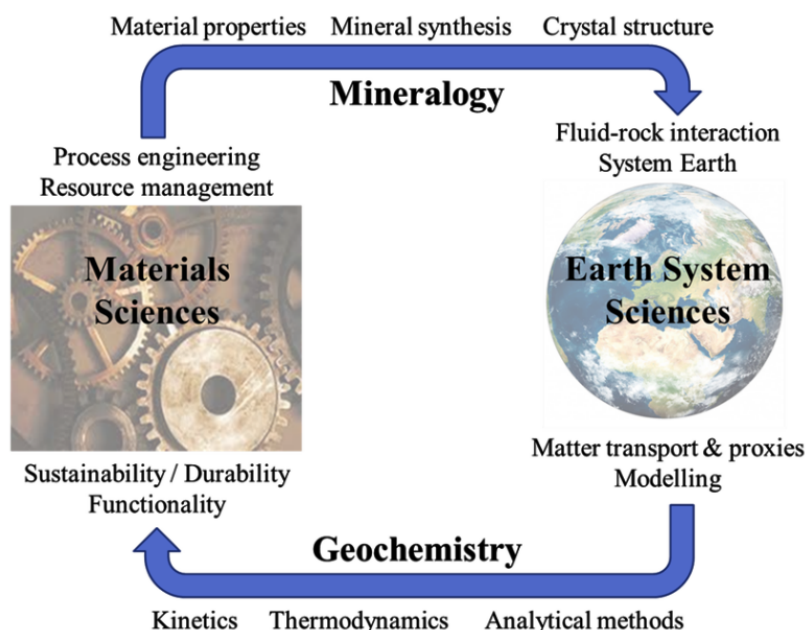 Material properties Mineral synthesis Crystal structure
Mineralogy
Process engineering
Resource management
Fluid-rock interaction
System Earth
Materials
Sciences
Earth System
Sciences
Sustainability / Durability
Functionality
Matter transport & proxies
Modelling
Geochemistry
Kinetics Thermodynamics Analytical methods